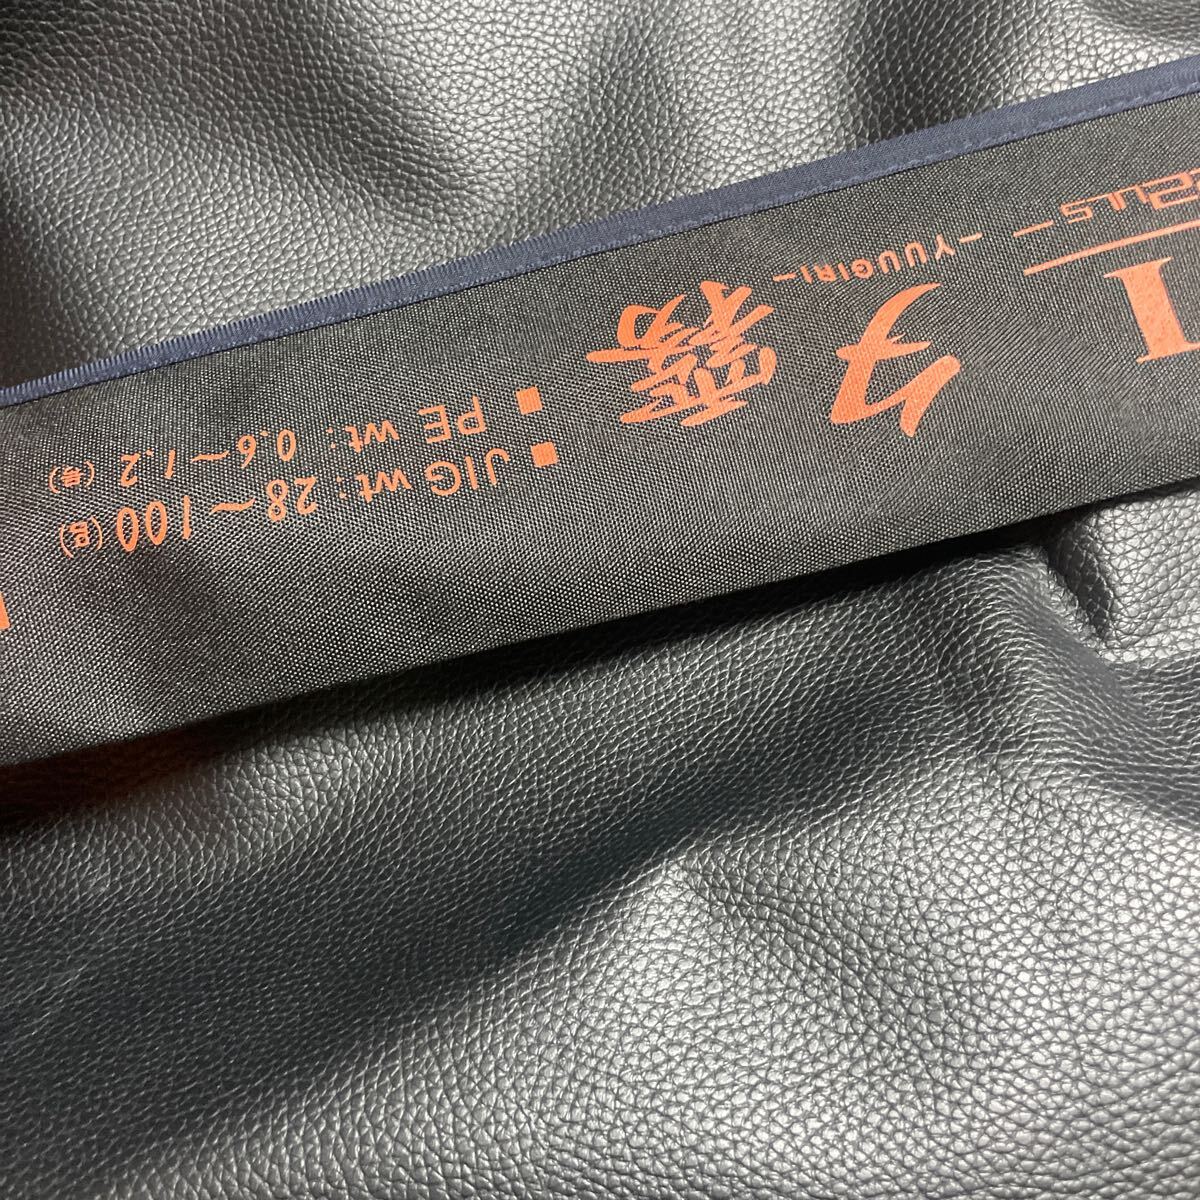 夕霧
-YUUGIRI-
■ JIG wt : 28〜100 (g)
■ PE wt : 0.6〜1.2 (号)